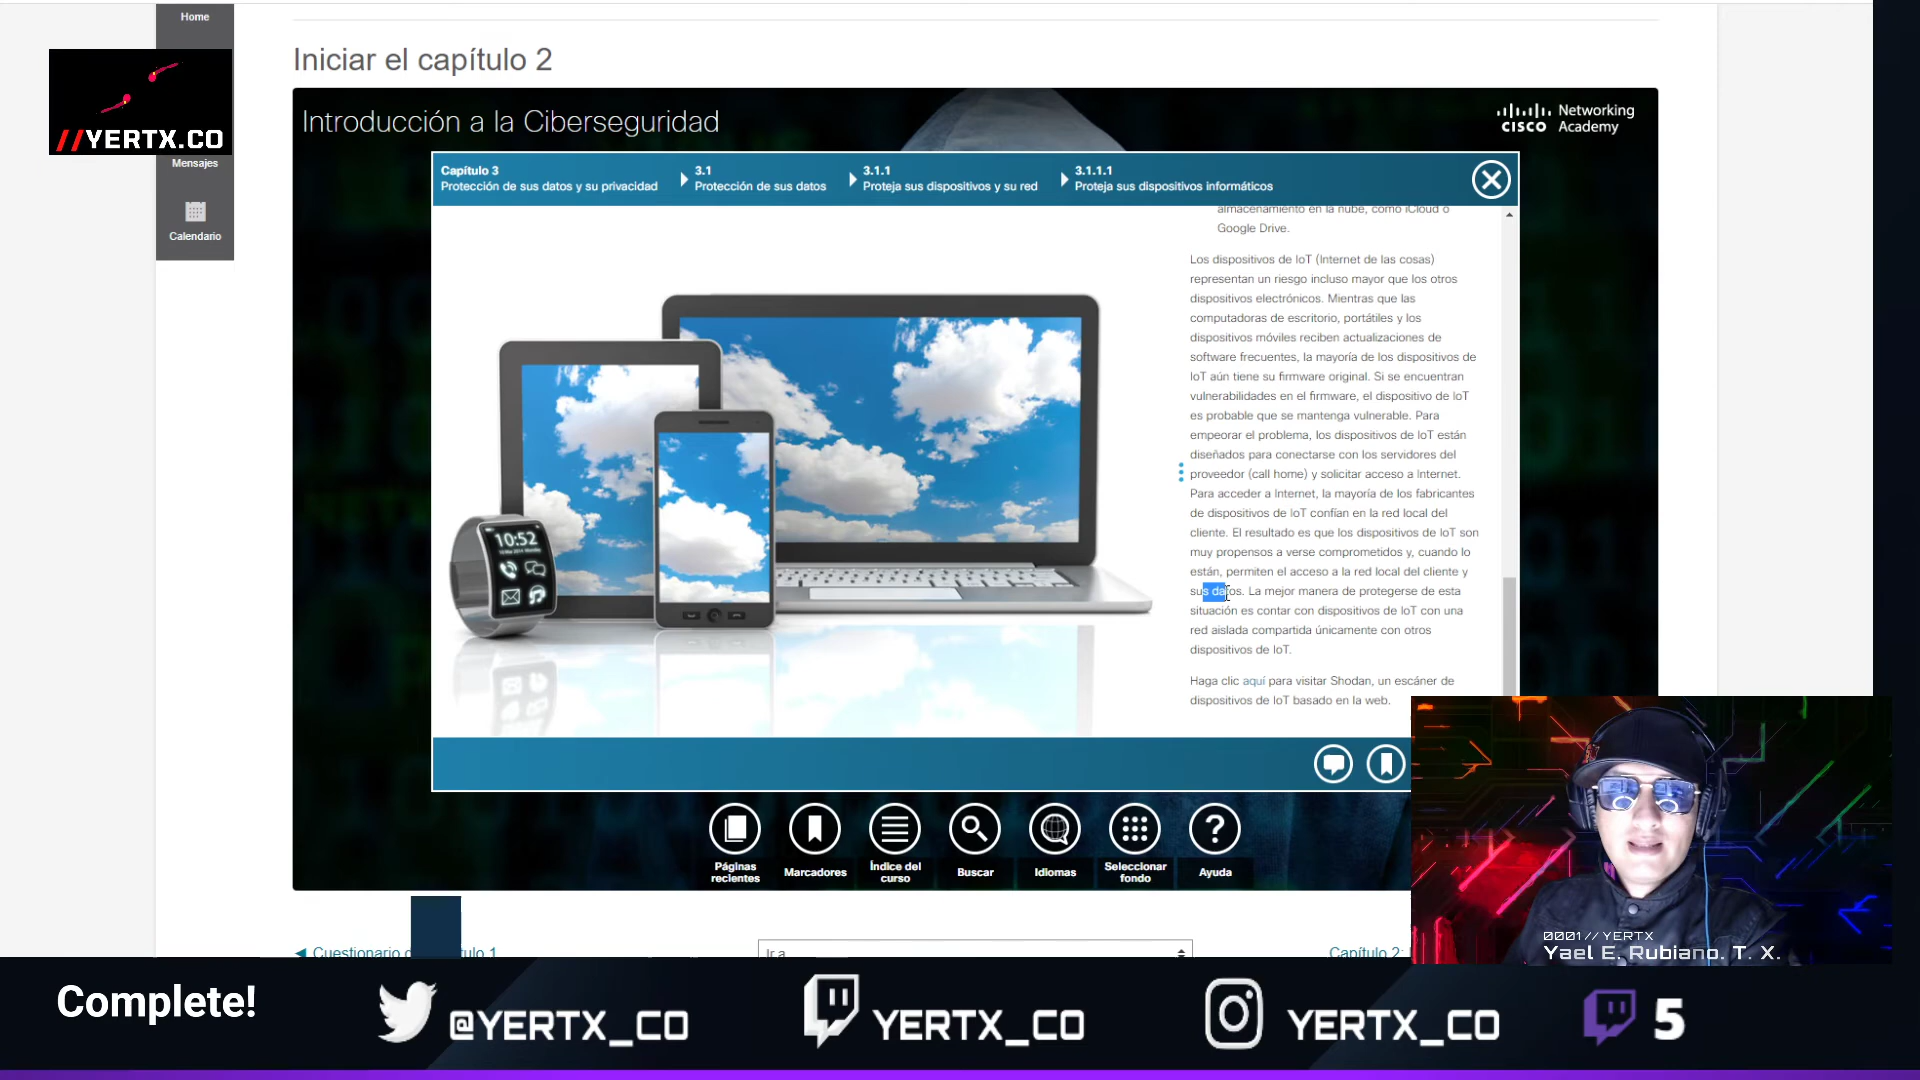 Home
Iniciar el capítulo 2
//YERTX.CO
Mensajes
Calendario
Introducción a la Ciberseguridad
CISCO
Networking
Academy
Capítulo 3
Protección de sus datos y su privacidad
3.1
Protección de sus datos
3.1.1
Proteja sus dispositivos y su red
3.1.1.1
Proteja sus dispositivos informáticos
almacenamiento en la nube, como iCloud o
Google Drive.
Los dispositivos de IoT (Internet de las cosas)
representan un riesgo incluso mayor que los otros
dispositivos electrónicos. Mientras que las
computadoras de escritorio, portátiles y los
dispositivos móviles reciben actualizaciones de
software frecuentes, la mayoría de los dispositivos de
IoT aún tiene su firmware original. Si se encuentran
vulnerabilidades en el firmware, el dispositivo de IoT
es probable que se mantenga vulnerable. Para
empeorar el problema, los dispositivos de IoT están
diseñados para conectarse con los servidores del
proveedor (call home) y solicitar acceso a Internet.
Para acceder a Internet, la mayoría de los fabricantes
de dispositivos de IoT confían en la red local del
cliente. El resultado es que los dispositivos de IoT son
muy propensos a verse comprometidos y, cuando lo
están, permiten el acceso a la red local del cliente y
sus datos. La mejor manera de protegerse de esta
situación es contar con dispositivos de IoT con una
red aislada compartida únicamente con otros
dispositivos de IoT.
Haga clic aquí para visitar Shodan, un escáner de
dispositivos de IoT basado en la web.
10:52
Páginas
recientes
Marcadores
Índice del
curso
Buscar
Idiomas
Seleccionar
fondo
Ayuda
◄ Cuestionario
tulo 1
Ir a
Capítulo 2:
0001 // YERTX
Yael E. Rubiano. T. X.
Complete!
@YERTX_CO
YERTX_CO
YERTX_CO
5